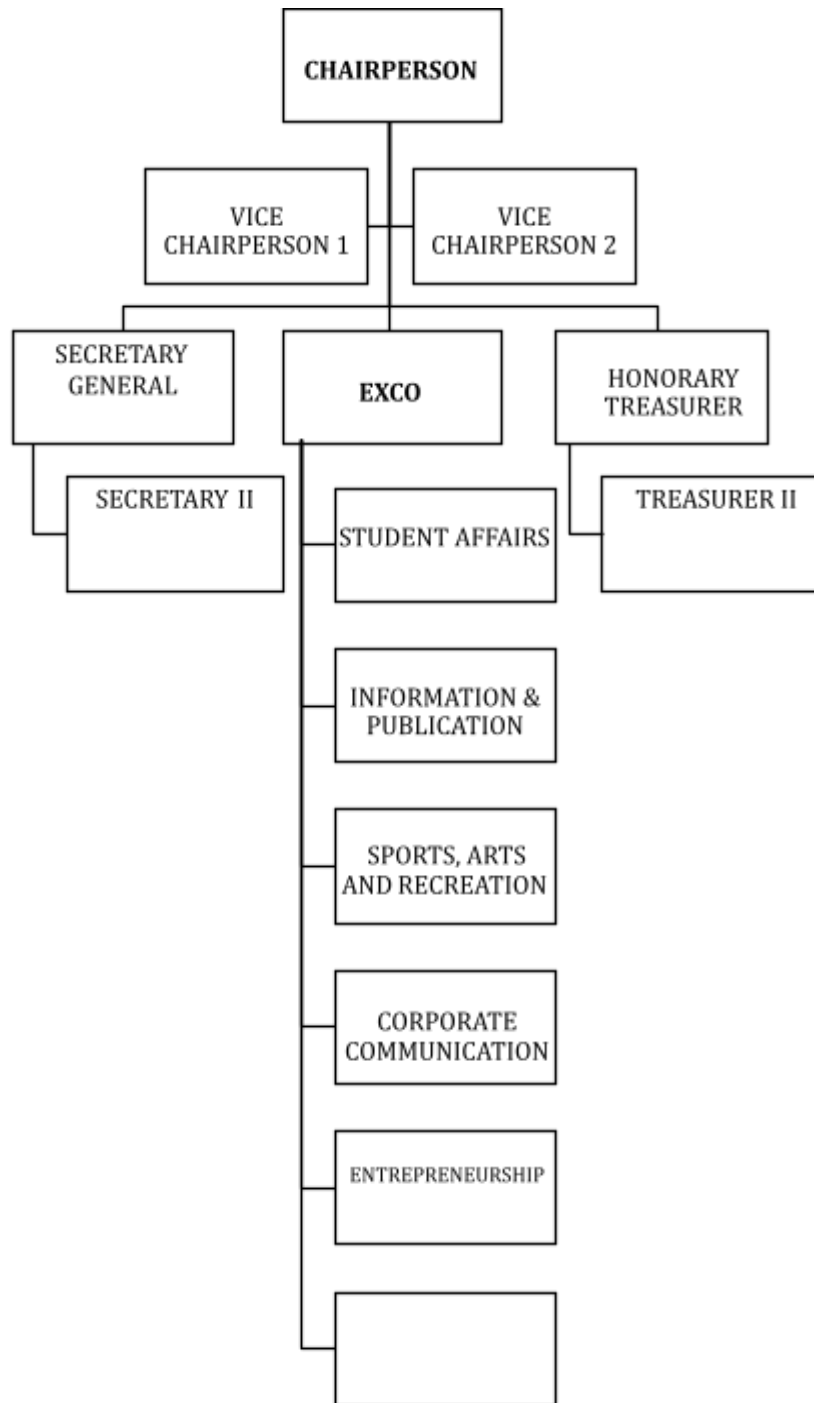 CHAIRPERSON
VICE
CHAIRPERSON 1
VICE
CHAIRPERSON 2
SECRETARY
GENERAL
EXCO
HONORARY
TREASURER
SECRETARY II
TREASURER II
STUDENT AFFAIRS
INFORMATION &
PUBLICATION
SPORTS, ARTS
AND RECREATION
CORPORATE
COMMUNICATION
ENTREPRENEURSHIP